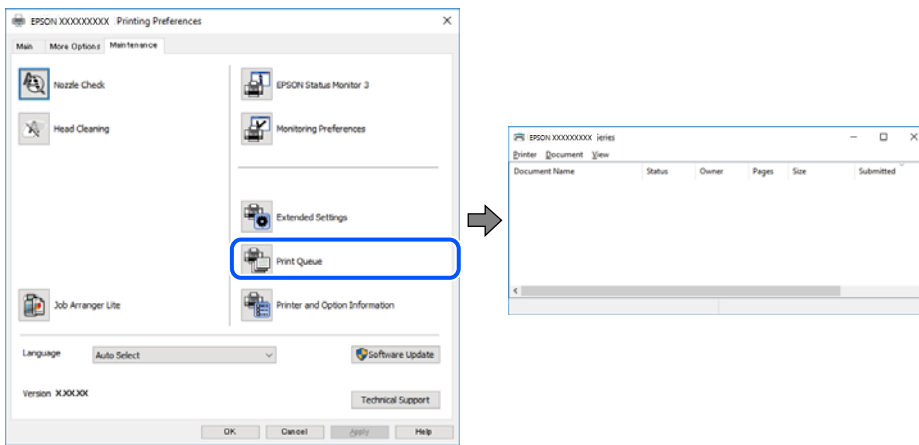 EPSON XXXXXXXXX Printing Preferences
Main More Options Maintenance
Nozzle Check
EPSON Status Monitor 3
Head Cleaning
Monitoring Preferences
Extended Settings
Print Queue
Job Arranger Lite
Printer and Option Information
Language Auto Select
Software Update
Version X.XX.XX
Technical Support
OK Cancel Apply Help
EPSON XXXXXXXXX ieries
Printer Document View
Document Name Status Owner Pages Size Submitted